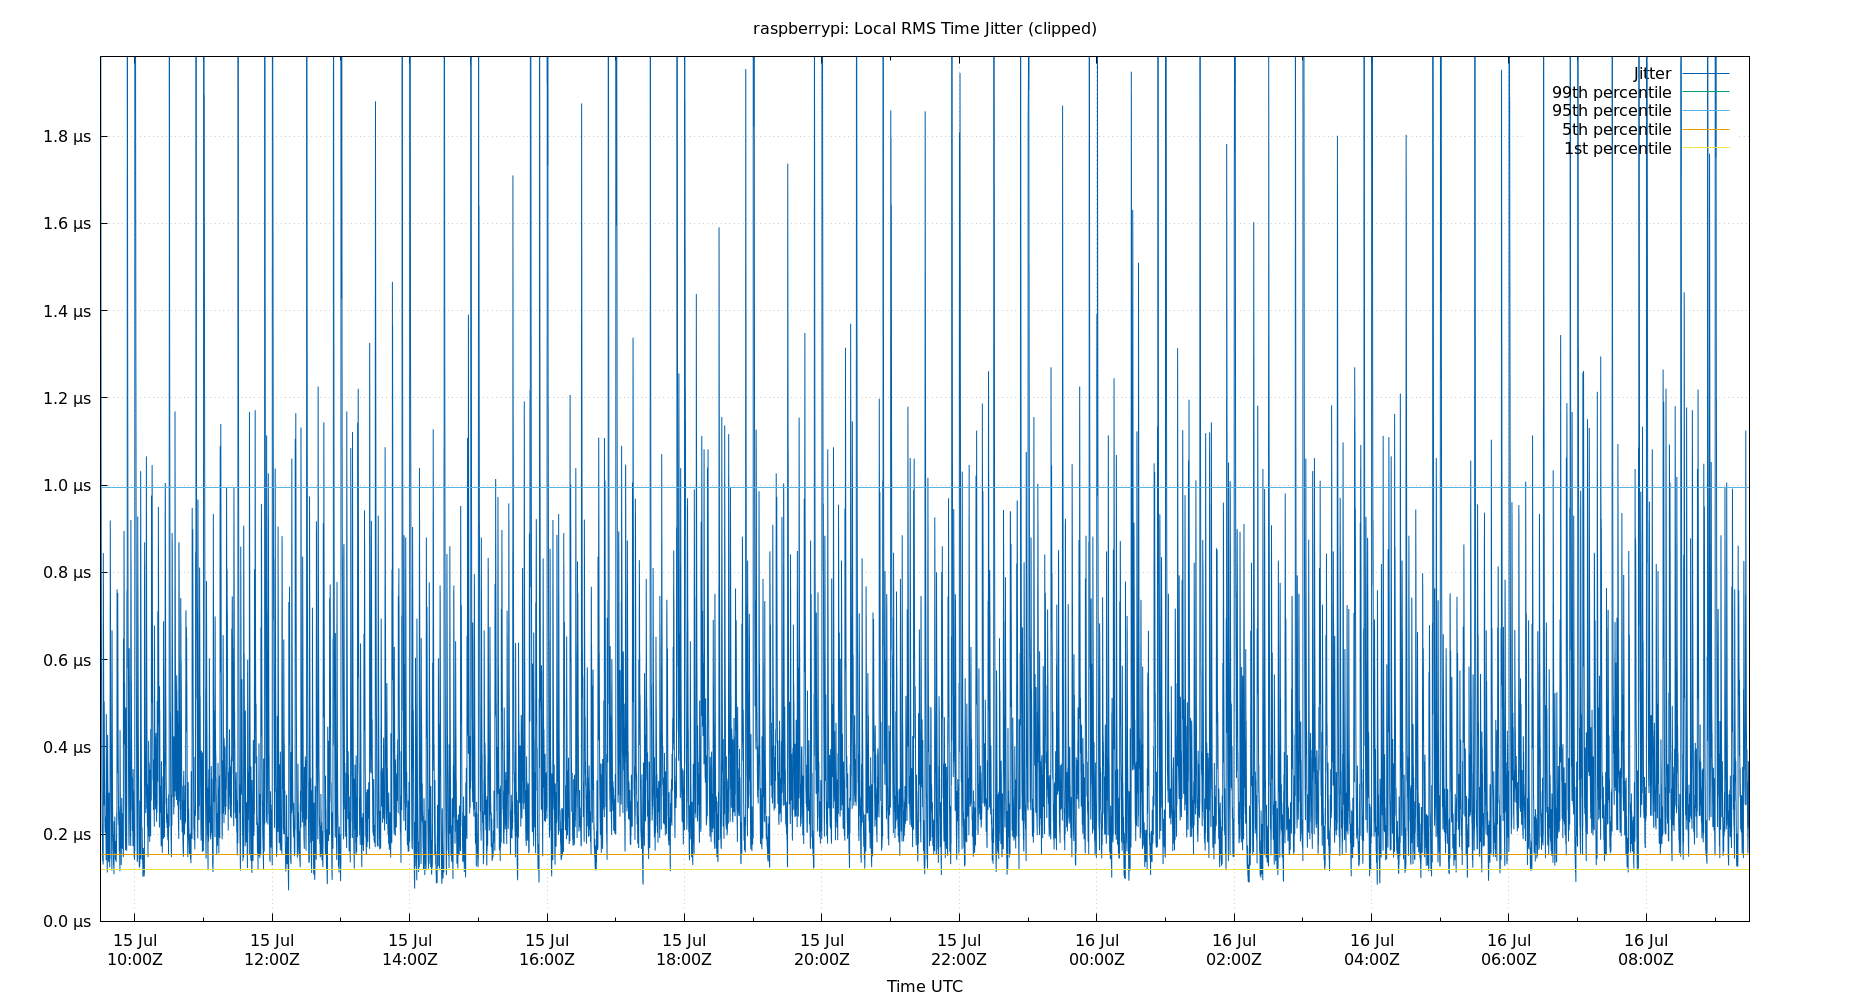 raspberrypi: Local RMS Time Jitter (clipped)
Jitter
99th percentile
95th percentile
5th percentile
1st percentile
1.8 µs
1.6 µs
1.4 µs
1.2 µs
1.0 µs
0.8 µs
0.6 µs
0.4 µs
0.2 µs
0.0 µs
15 Jul 15 Jul 15 Jul 15 Jul 15 Jul 15 Jul 15 Jul 16 Jul 16 Jul 16 Jul 16 Jul 16 Jul
10:00Z 12:00Z 14:00Z 16:00Z 18:00Z 20:00Z 22:00Z 00:00Z 02:00Z 04:00Z 06:00Z 08:00Z
Time UTC